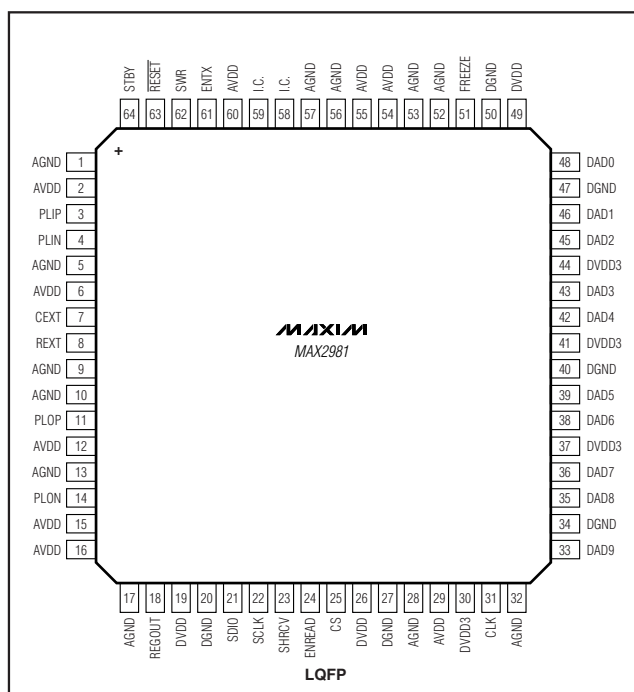 STBY
RESET
SWR
ENTX
AVDD
I.C.
I.C.
AGND
AGND
AVDD
AVDD
AGND
AGND
FREEZE
DGND
DVDD
64 63 62 61 60 59 58 57 56 55 54 53 52 51 50 49
+
AGND 1
AVDD 2
PLIP 3
PLIN 4
AGND 5
AVDD 6
CEXT 7
REXT 8
AGND 9
AGND 10
PLOP 11
AVDD 12
AGND 13
PLON 14
AVDD 15
AVDD 16
MAXIM
MAX2981
48 DAD0
47 DGND
46 DAD1
45 DAD2
44 DVDD3
43 DAD3
42 DAD4
41 DVDD3
40 DGND
39 DAD5
38 DAD6
37 DVDD3
36 DAD7
35 DAD8
34 DGND
33 DAD9
17 18 19 20 21 22 23 24 25 26 27 28 29 30 31 32
AGND
REGOUT
DVDD
DGND
SDIO
SCLK
SHRCV
ENREAD
CS
DVDD
DGND
AGND
AVDD
DVDD3
CLK
AGND
LQFP